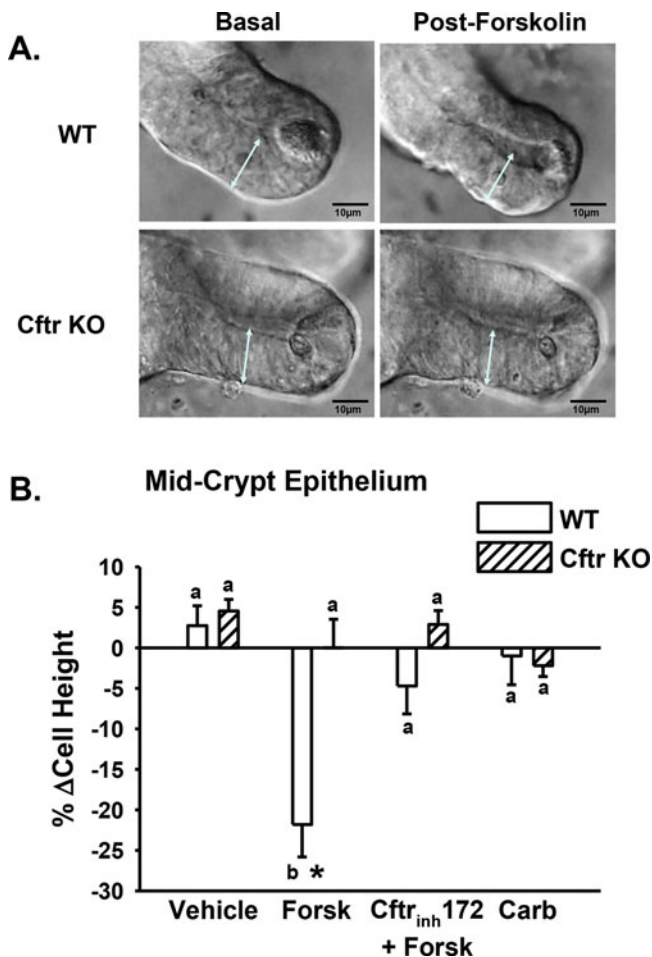 Basal Post-Forskolin
A.
WT
10µm 10µm
Cftr KO
10µm 10µm
B. Mid-Crypt Epithelium
WT
Cftr KO
% ΔCell Height
10
5
0
-5
-10
-15
-20
-25
-30
a a a a a
a a a
b *
Vehicle Forsk Cftrinh172 Carb
+ Forsk